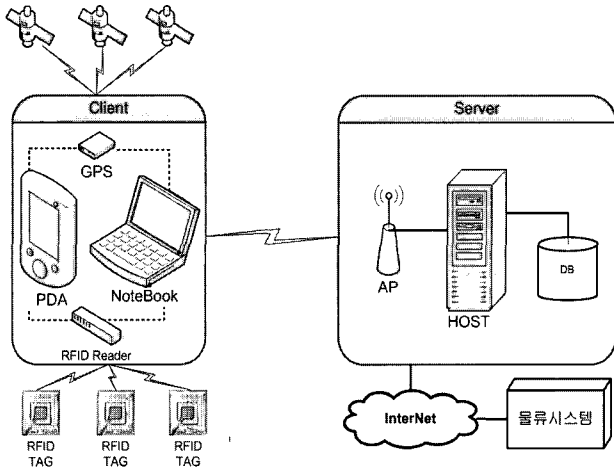 Client
GPS
PDA
NoteBook
RFID Reader
RFID
TAG
RFID
TAG
RFID
TAG
Server
AP
HOST
DB
InterNet
물류시스템